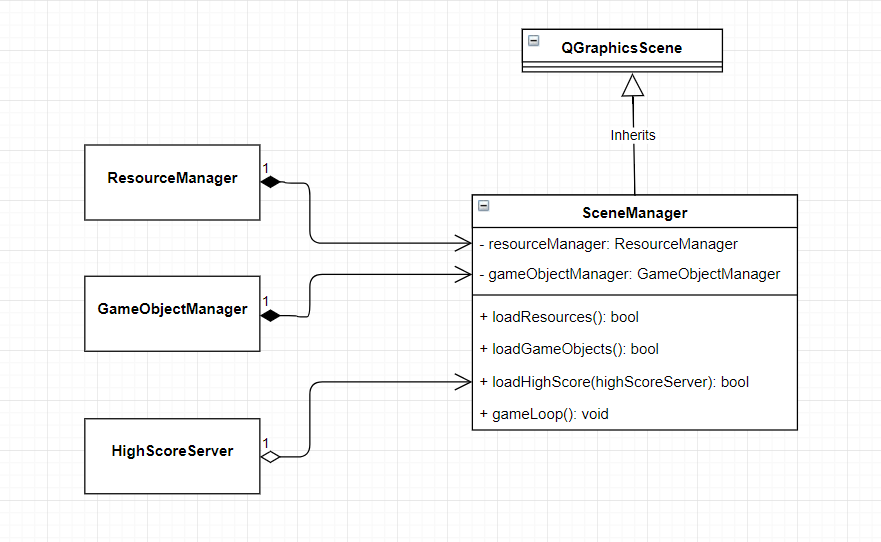 QGraphicsScene
Inherits
ResourceManager
1
GameObjectManager
1
HighScoreServer
1
SceneManager
- resourceManager: ResourceManager
- gameObjectManager: GameObjectManager
+ loadResources(): bool
+ loadGameObjects(): bool
+ loadHighScore(highScoreServer): bool
+ gameLoop(): void